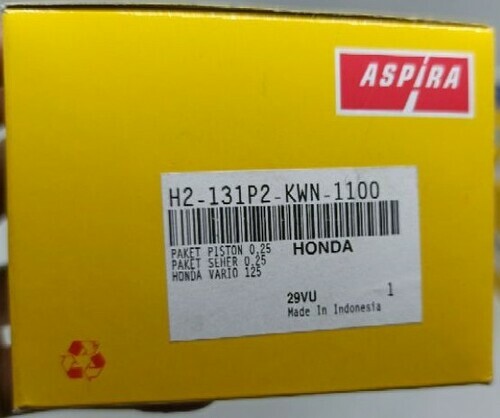 ASPIRA
H2-131P2-KWN-1100
PAKET PISTON 0.25 HONDA
PAKET SEHER 0.25
HONDA VARIO 125
29VU 1
Made In Indonesia